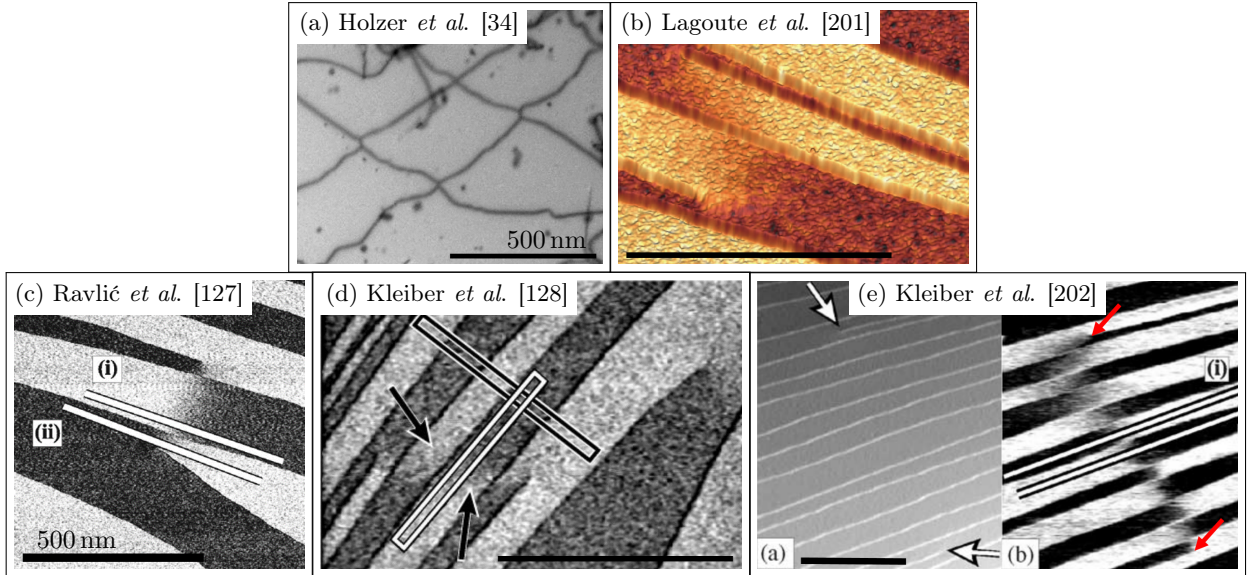 (a) Holzer et al. [34]
500 nm
(b) Lagoute et al. [201]
(c) Ravlić et al. [127]
(i)
(ii)
500 nm
(d) Kleiber et al. [128]
(e) Kleiber et al. [202]
(i)
(a)
(b)